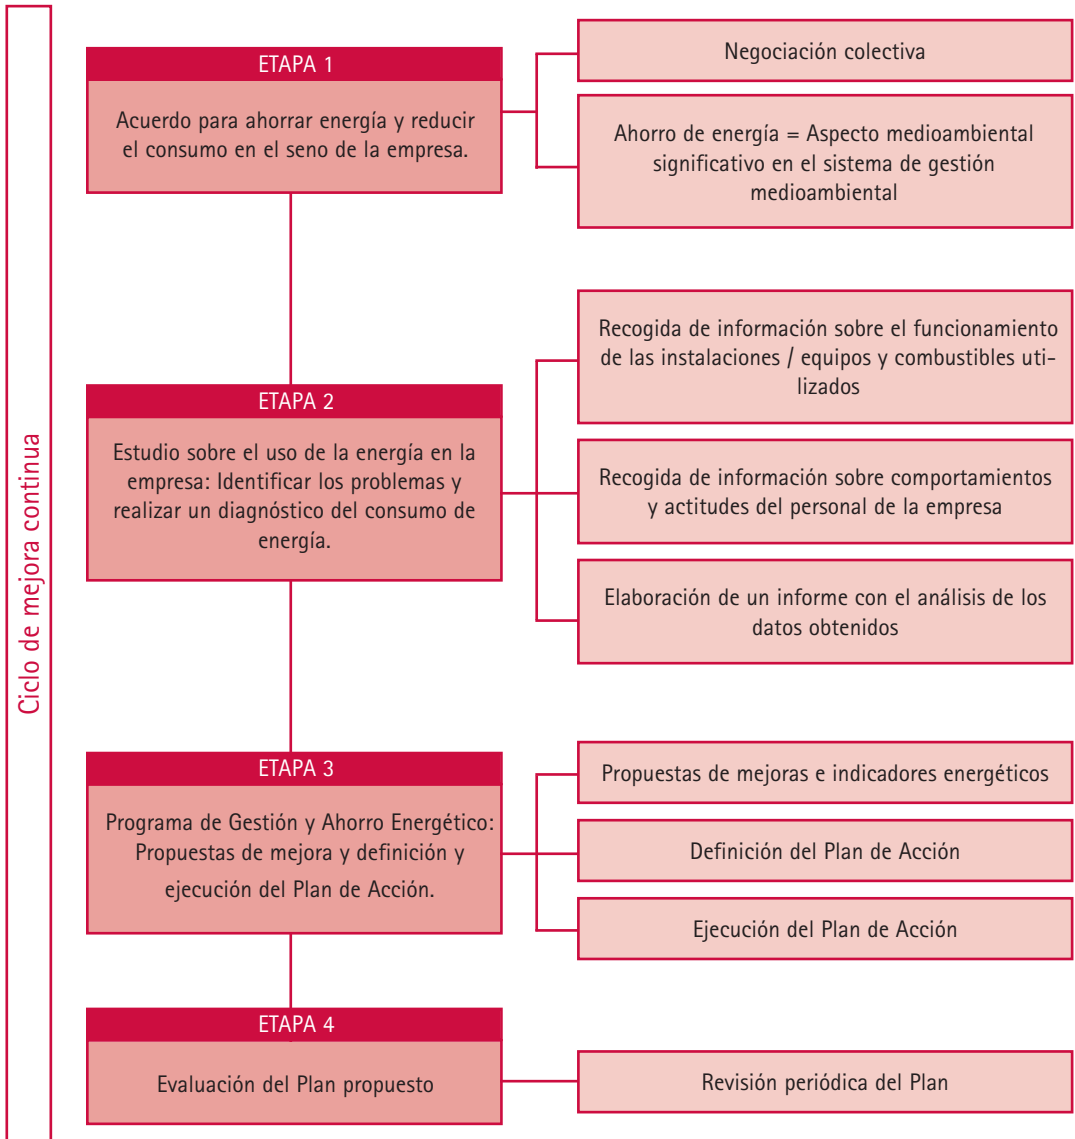 Ciclo de mejora continua
ETAPA 1
Acuerdo para ahorrar energía y reducir
el consumo en el seno de la empresa.
Negociación colectiva
Ahorro de energía = Aspecto medioambiental
significativo en el sistema de gestión
medioambiental
ETAPA 2
Estudio sobre el uso de la energía en la
empresa: Identificar los problemas y
realizar un diagnóstico del consumo de
energía.
Recogida de información sobre el funcionamiento
de las instalaciones / equipos y combustibles uti-
lizados
Recogida de información sobre comportamientos
y actitudes del personal de la empresa
Elaboración de un informe con el análisis de los
datos obtenidos
ETAPA 3
Programa de Gestión y Ahorro Energético:
Propuestas de mejora y definición y
ejecución del Plan de Acción.
Propuestas de mejoras e indicadores energéticos
Definición del Plan de Acción
Ejecución del Plan de Acción
ETAPA 4
Evaluación del Plan propuesto
Revisión periódica del Plan